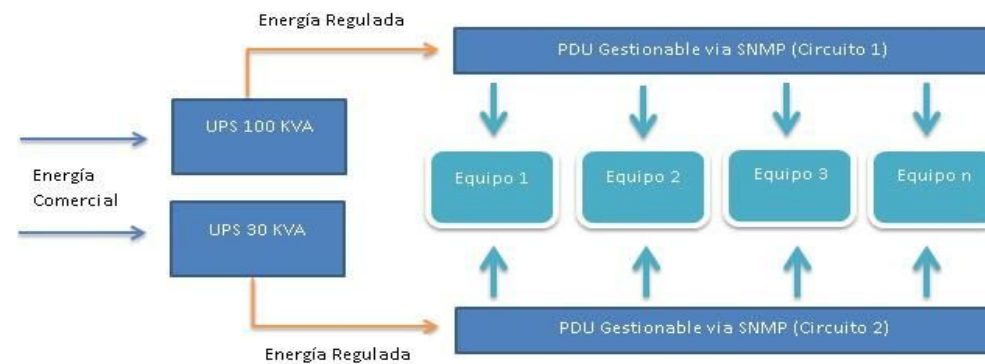 Energía Regulada
PDU Gestionable via SNMP (Circuito 1)
UPS 100 KVA
Energía
Comercial
Equipo 1
Equipo 2
Equipo 3
Equipo n
UPS 30 KVA
PDU Gestionable via SNMP (Circuito 2)
Energía Regulada